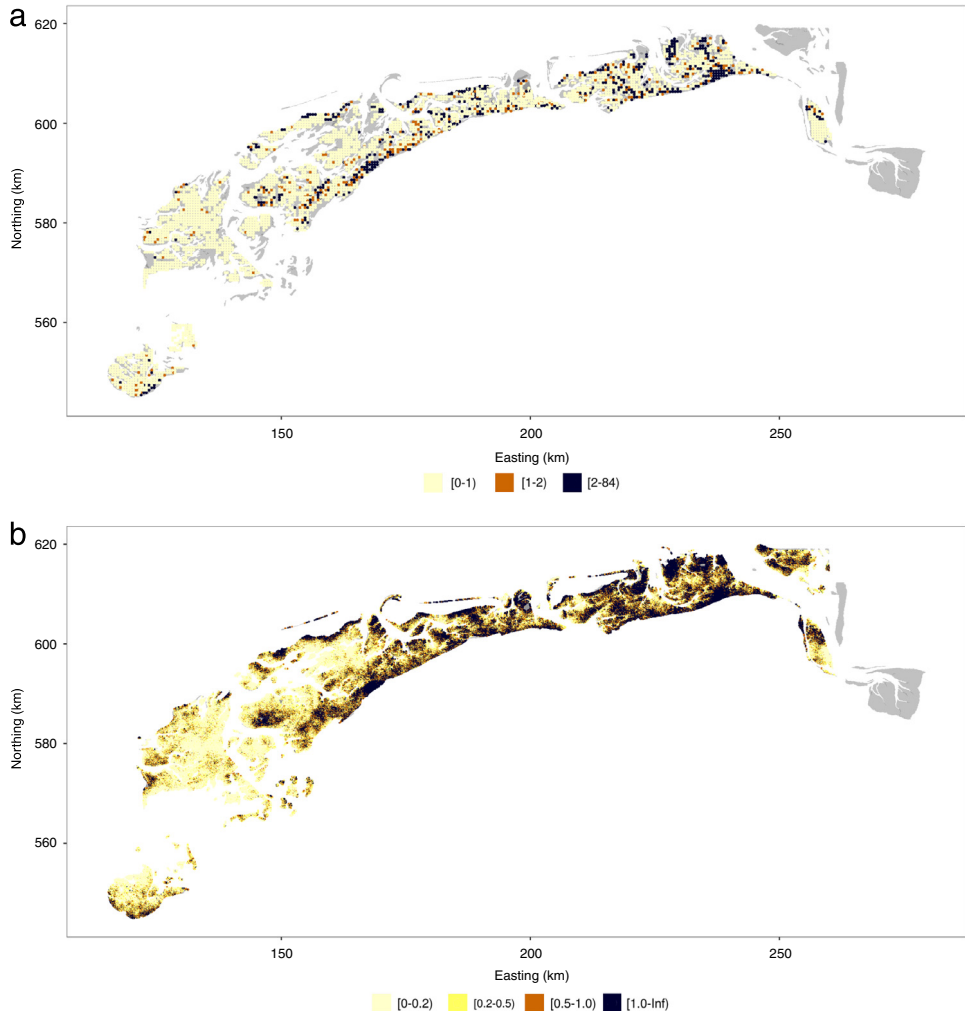 a
620
600
580
560
Northing (km)
150 200 250
Easting (km)
[0-1) [1-2) [2-84)
b
620
600
580
560
Northing (km)
150 200 250
Easting (km)
[0-0.2) [0.2-0.5) [0.5-1.0) [1.0-Inf)